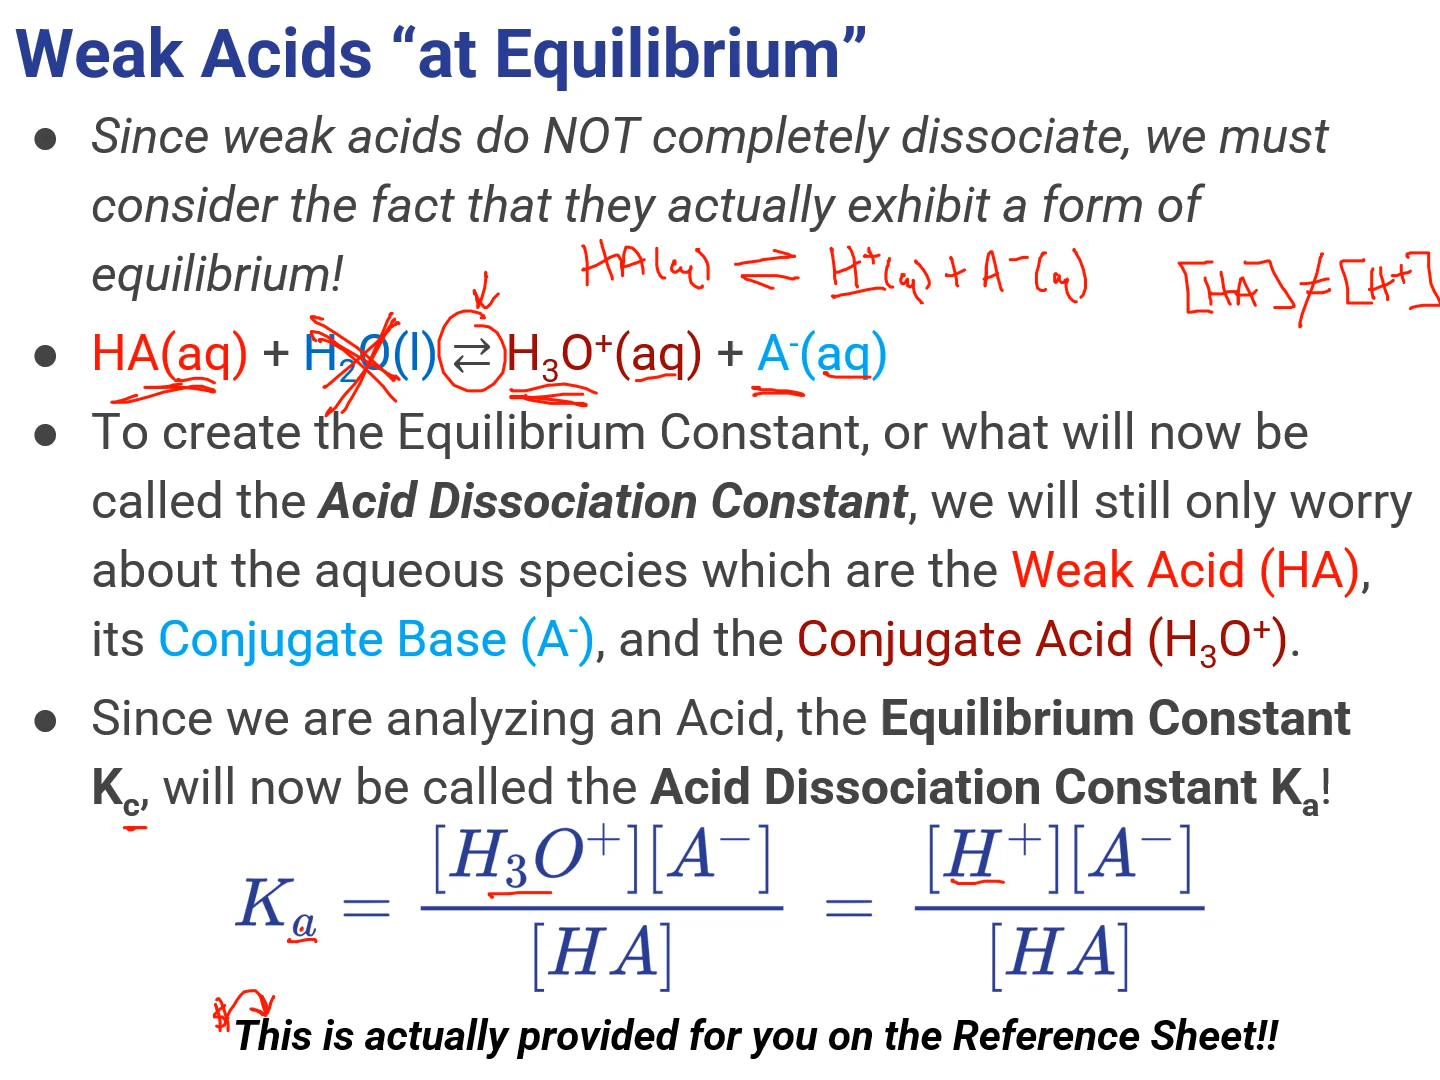 Weak Acids “at Equilibrium”
● Since weak acids do NOT completely dissociate, we must
consider the fact that they actually exhibit a form of
equilibrium!
HA(aq) ⇌ H⁺(aq) + A⁻(aq)
[HA] ≠ [H⁺]
● HA(aq) + H₂O(l) ⇄ H₃O⁺(aq) + A⁻(aq)
● To create the Equilibrium Constant, or what will now be
called the Acid Dissociation Constant, we will still only worry
about the aqueous species which are the Weak Acid (HA),
its Conjugate Base (A⁻), and the Conjugate Acid (H₃O⁺).
● Since we are analyzing an Acid, the Equilibrium Constant
K꜀, will now be called the Acid Dissociation Constant Kₐ!
Kₐ = [H₃O⁺][A⁻] / [HA] = [H⁺][A⁻] / [HA]
*This is actually provided for you on the Reference Sheet!!